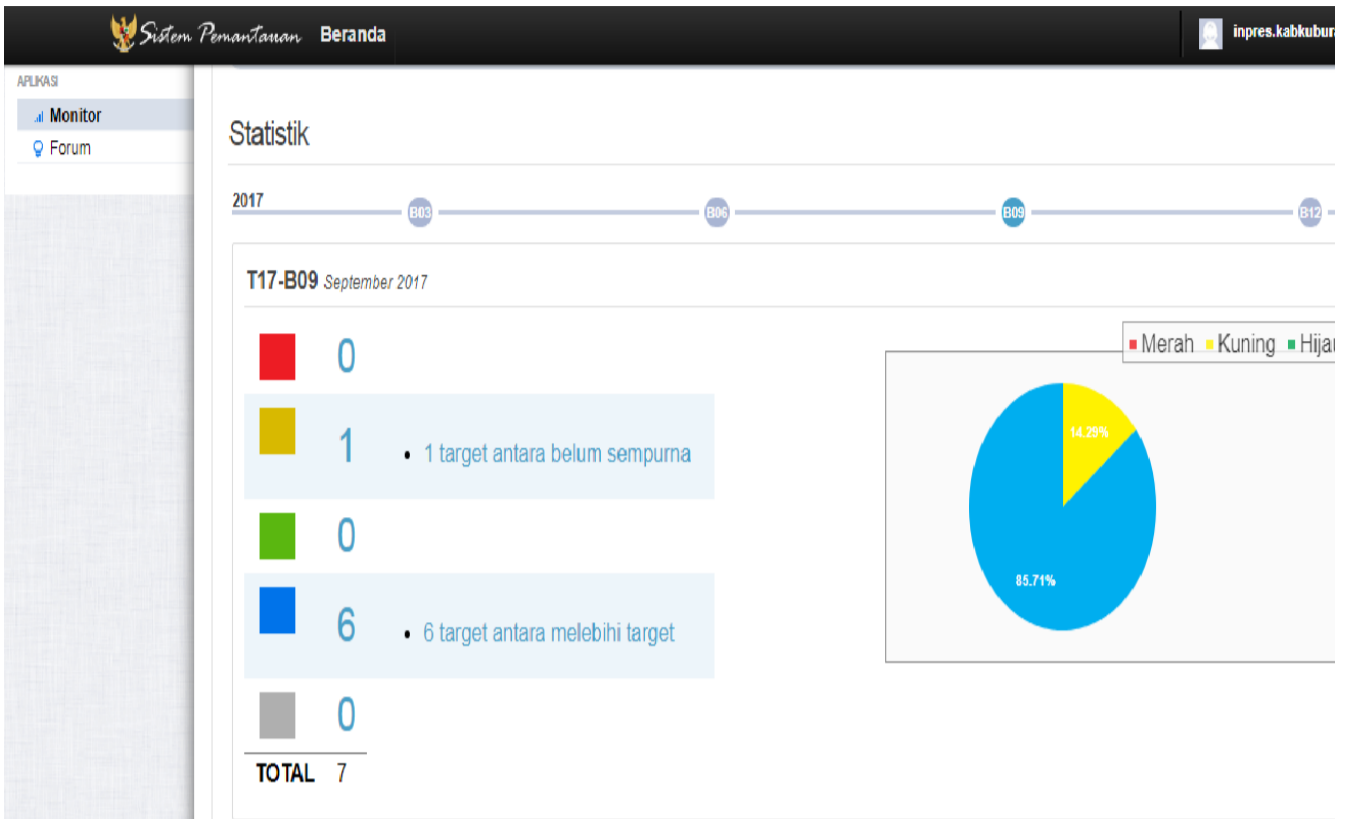 Sistem Pemantauan Beranda inpres.kabkubur
APLIKASI
Monitor
Forum
Statistik
2017 B03 B06 B09 B12
T17-B09 September 2017
Merah Kuning Hijau
0
1 • 1 target antara belum sempurna
14.29%
0
85.71%
6 • 6 target antara melebihi target
0
TOTAL 7